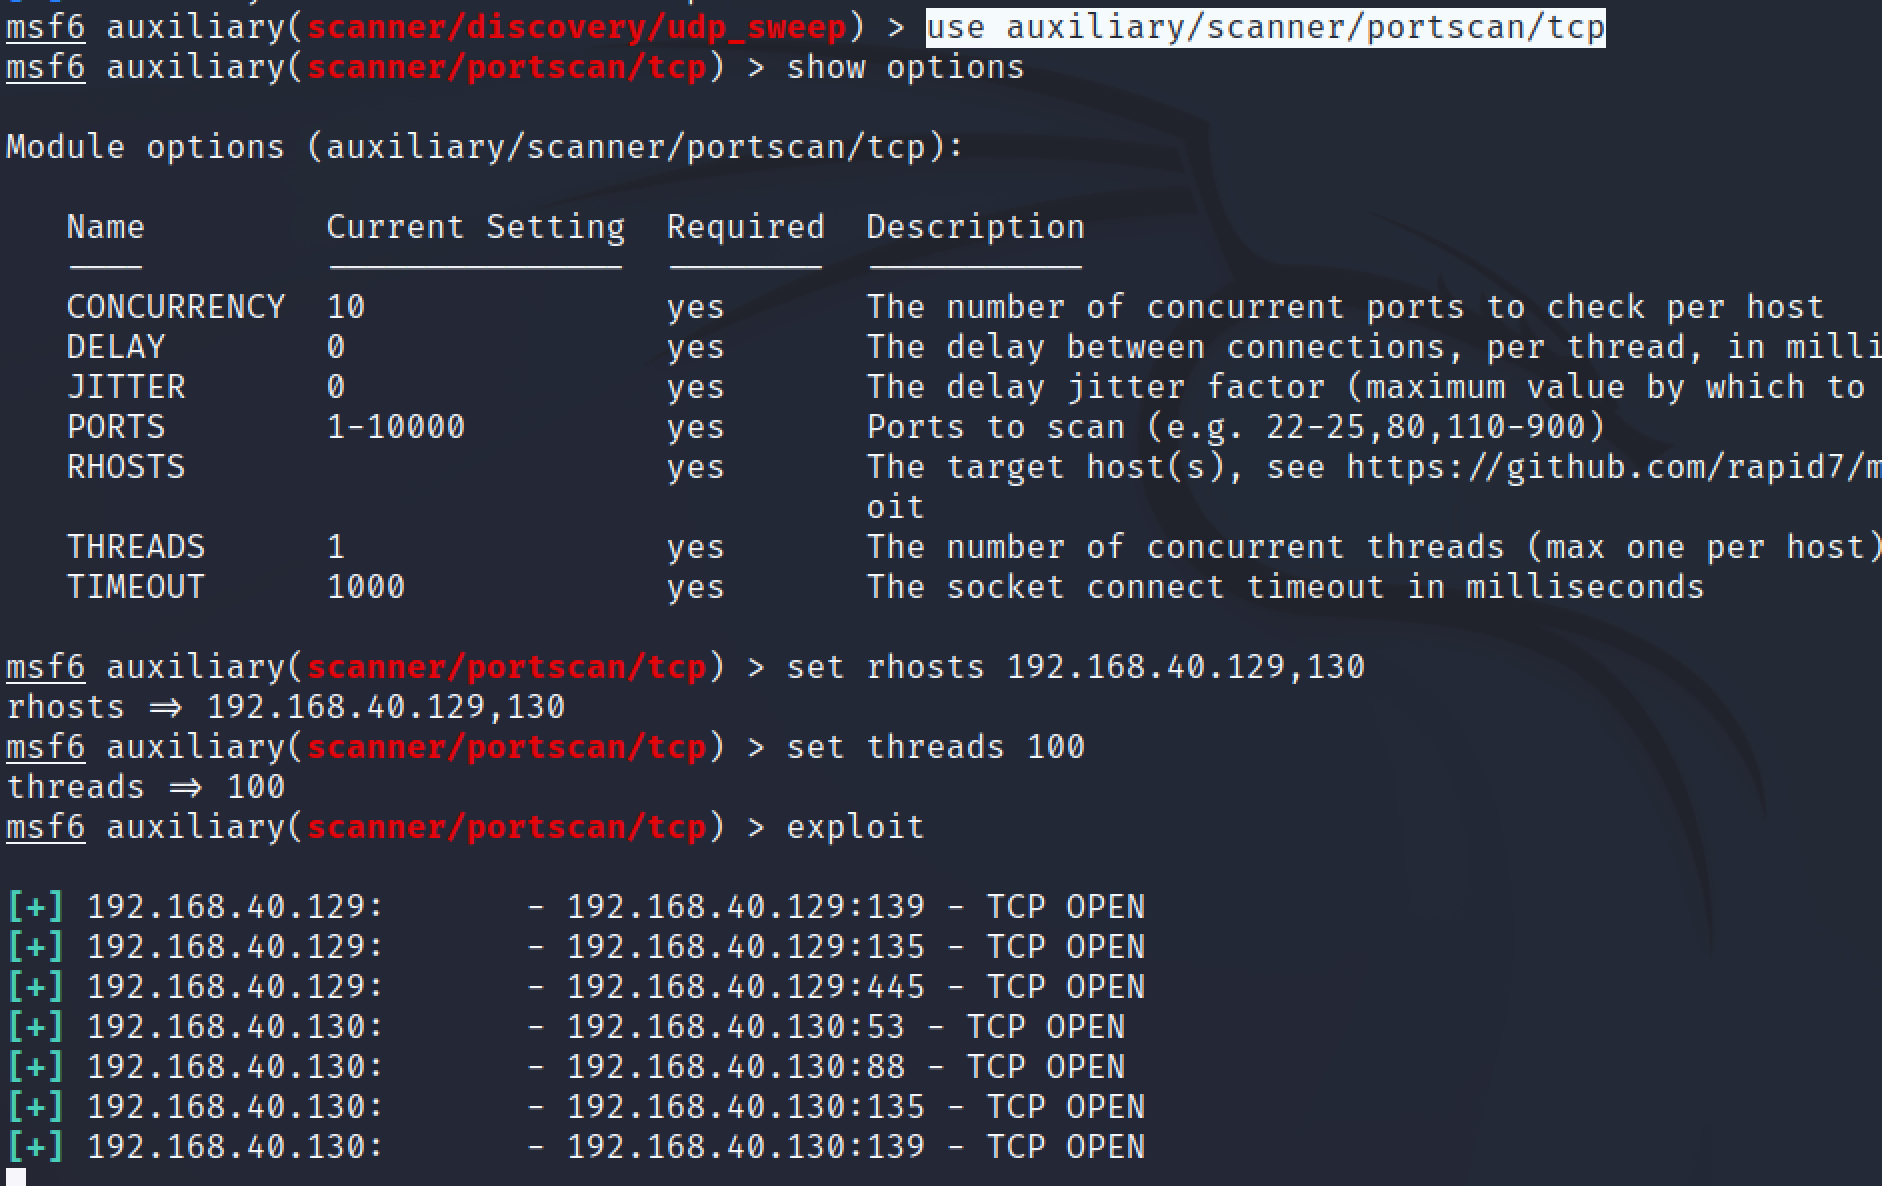 msf6 auxiliary(scanner/discovery/udp_sweep) > use auxiliary/scanner/portscan/tcp
msf6 auxiliary(scanner/portscan/tcp) > show options
Module options (auxiliary/scanner/portscan/tcp):
Name Current Setting Required Description
CONCURRENCY 10 yes The number of concurrent ports to check per host
DELAY 0 yes The delay between connections, per thread, in milli
JITTER 0 yes The delay jitter factor (maximum value by which to
PORTS 1-10000 yes Ports to scan (e.g. 22-25,80,110-900)
RHOSTS yes The target host(s), see https://github.com/rapid7/m
oit
THREADS 1 yes The number of concurrent threads (max one per host)
TIMEOUT 1000 yes The socket connect timeout in milliseconds
msf6 auxiliary(scanner/portscan/tcp) > set rhosts 192.168.40.129,130
rhosts => 192.168.40.129,130
msf6 auxiliary(scanner/portscan/tcp) > set threads 100
threads => 100
msf6 auxiliary(scanner/portscan/tcp) > exploit
[+] 192.168.40.129: - 192.168.40.129:139 - TCP OPEN
[+] 192.168.40.129: - 192.168.40.129:135 - TCP OPEN
[+] 192.168.40.129: - 192.168.40.129:445 - TCP OPEN
[+] 192.168.40.130: - 192.168.40.130:53 - TCP OPEN
[+] 192.168.40.130: - 192.168.40.130:88 - TCP OPEN
[+] 192.168.40.130: - 192.168.40.130:135 - TCP OPEN
[+] 192.168.40.130: - 192.168.40.130:139 - TCP OPEN